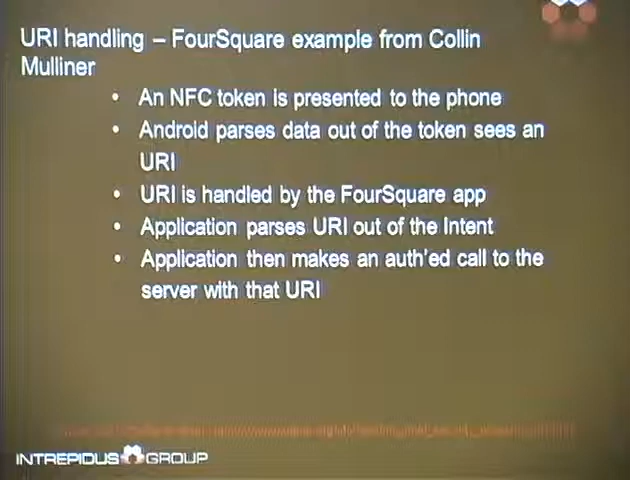 URI handling – FourSquare example from Collin
Mulliner
• An NFC token is presented to the phone
• Android parses data out of the token sees an
URI
• URI is handled by the FourSquare app
• Application parses URI out of the Intent
• Application then makes an auth'ed call to the
server with that URI
INTREPIDUS GROUP